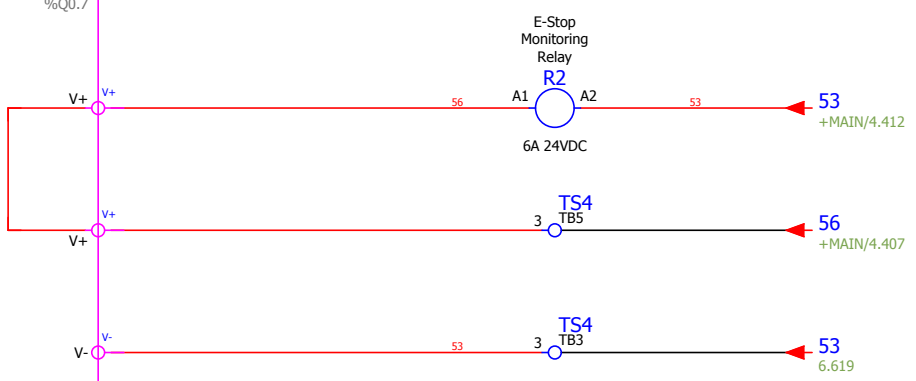 %Q0.7
E-Stop
Monitoring
Relay
R2
V+ V+ 56 A1 A2 53 53
+MAIN/4.412
6A 24VDC
V+ TS4
V+ 3 TB5 56
+MAIN/4.407
V- TS4
V- 53 3 TB3 53
6.619